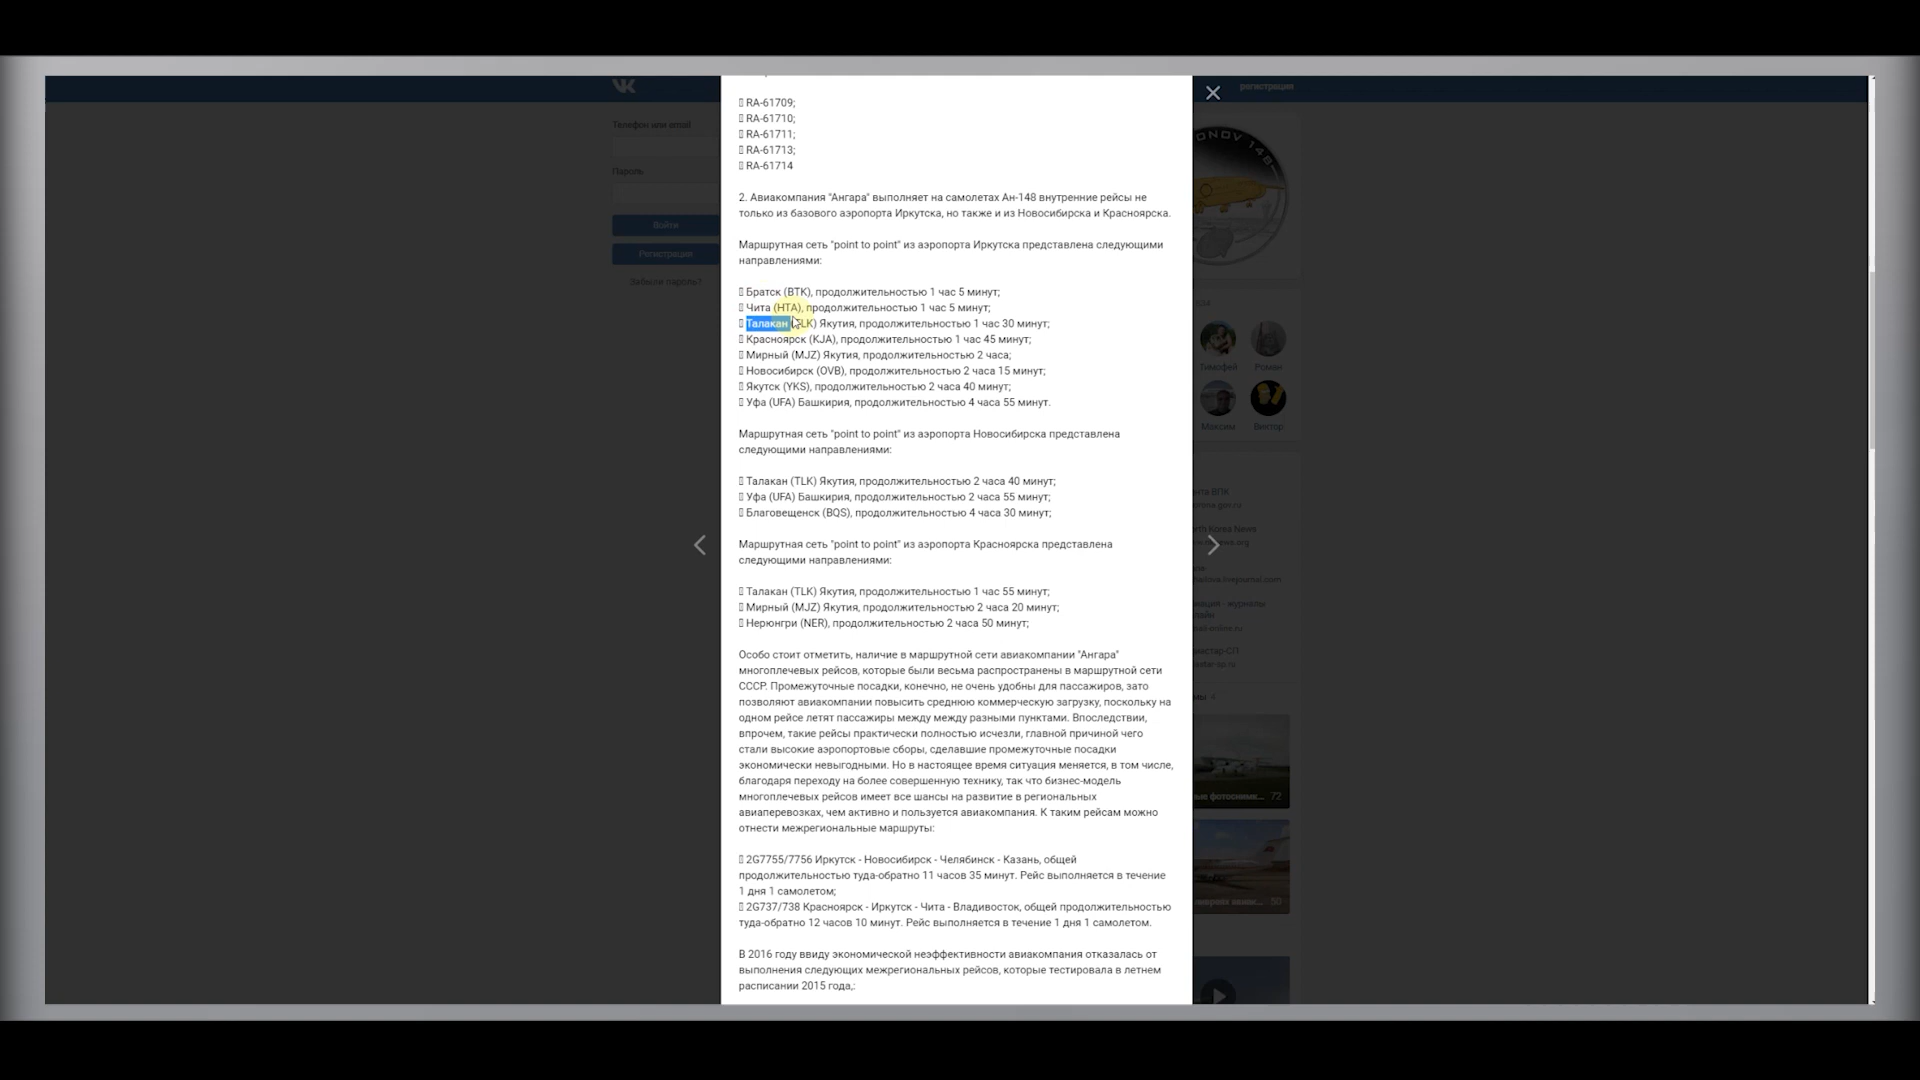 регистрация
Телефон или email
Пароль
Войти
Регистрация
Забыли пароль?
RA-61709;
RA-61710;
RA-61711;
RA-61713;
RA-61714
2. Авиакомпания "Ангара" выполняет на самолетах Ан-148 внутренние рейсы не
только из базового аэропорта Иркутска, но также и из Новосибирска и Красноярска.
Маршрутная сеть "point to point" из аэропорта Иркутска представлена следующими
направлениями:
Братск (BTK), продолжительностью 1 час 5 минут;
Чита (HTA), продолжительностью 1 час 5 минут;
Талакан (TLK) Якутия, продолжительностью 1 час 30 минут;
Красноярск (KJA), продолжительностью 1 час 45 минут;
Мирный (MJZ) Якутия, продолжительностью 2 часа;
Новосибирск (OVB), продолжительностью 2 часа 15 минут;
Якутск (YKS), продолжительностью 2 часа 40 минут;
Уфа (UFA) Башкирия, продолжительностью 4 часа 55 минут.
Маршрутная сеть "point to point" из аэропорта Новосибирска представлена
следующими направлениями:
Талакан (TLK) Якутия, продолжительностью 2 часа 40 минут;
Уфа (UFA) Башкирия, продолжительностью 2 часа 55 минут;
Благовещенск (BQS), продолжительностью 4 часа 30 минут;
Маршрутная сеть "point to point" из аэропорта Красноярска представлена
следующими направлениями:
Талакан (TLK) Якутия, продолжительностью 1 час 55 минут;
Мирный (MJZ) Якутия, продолжительностью 2 часа 20 минут;
Нерюнгри (NER), продолжительностью 2 часа 50 минут;
Особо стоит отметить, наличие в маршрутной сети авиакомпании "Ангара"
многоплечевых рейсов, которые были весьма распространены в маршрутной сети
СССР. Промежуточные посадки, конечно, не очень удобны для пассажиров, зато
позволяют авиакомпании повысить среднюю коммерческую загрузку, поскольку на
одном рейсе летят пассажиры между между разными пунктами. Впоследствии,
впрочем, такие рейсы практически полностью исчезли, главной причиной чего
стали высокие аэропортовые сборы, сделавшие промежуточные посадки
экономически невыгодными. Но в настоящее время ситуация меняется, в том числе,
благодаря переходу на более совершенную технику, так что бизнес-модель
многоплечевых рейсов имеет все шансы на развитие в региональных
авиаперевозках, чем активно и пользуется авиакомпания. К таким рейсам можно
отнести межрегиональные маршруты:
2G7755/7756 Иркутск - Новосибирск - Челябинск - Казань, общей
продолжительностью туда-обратно 11 часов 35 минут. Рейс выполняется в течение
1 дня 1 самолетом;
2G737/738 Красноярск - Иркутск - Чита - Владивосток, общей продолжительностью
туда-обратно 12 часов 10 минут. Рейс выполняется в течение 1 дня 1 самолетом.
В 2016 году ввиду экономической неэффективности авиакомпания отказалась от
выполнения следующих межрегиональных рейсов, которые тестировала в летнем
расписании 2015 года,:
Тимофей
Роман
Максим
Виктор
ВПК
Korea News
72